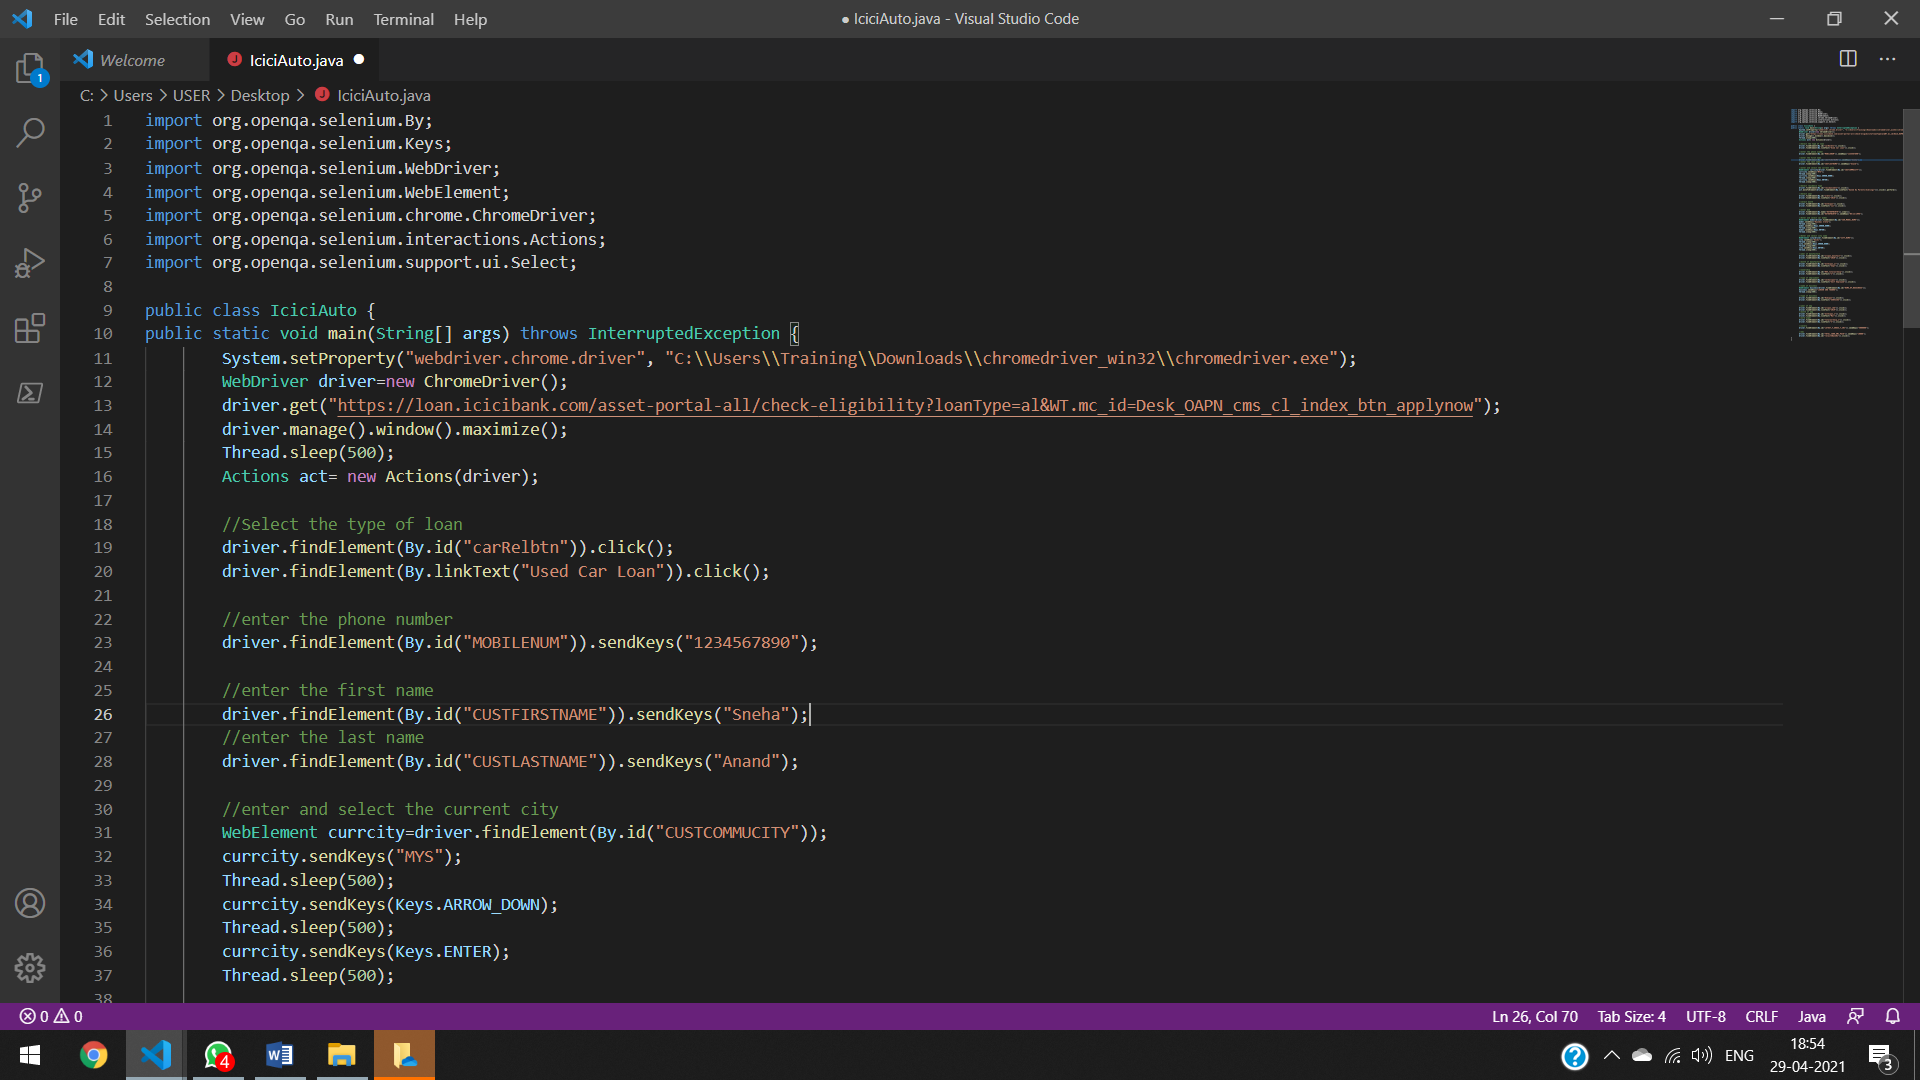 File Edit Selection View Go Run Terminal Help
● IciciAuto.java - Visual Studio Code
Welcome
IciciAuto.java ●
C: > Users > USER > Desktop > IciciAuto.java
1 import org.openqa.selenium.By;
2 import org.openqa.selenium.Keys;
3 import org.openqa.selenium.WebDriver;
4 import org.openqa.selenium.WebElement;
5 import org.openqa.selenium.chrome.ChromeDriver;
6 import org.openqa.selenium.interactions.Actions;
7 import org.openqa.selenium.support.ui.Select;
8
9 public class IciciAuto {
10 public static void main(String[] args) throws InterruptedException {
11 System.setProperty("webdriver.chrome.driver", "C:\\Users\\Training\\Downloads\\chromedriver_win32\\chromedriver.exe");
12 WebDriver driver=new ChromeDriver();
13 driver.get("https://loan.icicibank.com/asset-portal-all/check-eligibility?loanType=al&WT.mc_id=Desk_OAPN_cms_cl_index_btn_applynow");
14 driver.manage().window().maximize();
15 Thread.sleep(500);
16 Actions act= new Actions(driver);
17
18 //Select the type of loan
19 driver.findElement(By.id("carRelbtn")).click();
20 driver.findElement(By.linkText("Used Car Loan")).click();
21
22 //enter the phone number
23 driver.findElement(By.id("MOBILENUM")).sendKeys("1234567890");
24
25 //enter the first name
26 driver.findElement(By.id("CUSTFIRSTNAME")).sendKeys("Sneha");
27 //enter the last name
28 driver.findElement(By.id("CUSTLASTNAME")).sendKeys("Anand");
29
30 //enter and select the current city
31 WebElement currcity=driver.findElement(By.id("CUSTCOMMUCITY"));
32 currcity.sendKeys("MYS");
33 Thread.sleep(500);
34 currcity.sendKeys(Keys.ARROW_DOWN);
35 Thread.sleep(500);
36 currcity.sendKeys(Keys.ENTER);
37 Thread.sleep(500);
38
1
0 0
Ln 26, Col 70 Tab Size: 4 UTF-8 CRLF Java
4
ENG
18:54
29-04-2021
3